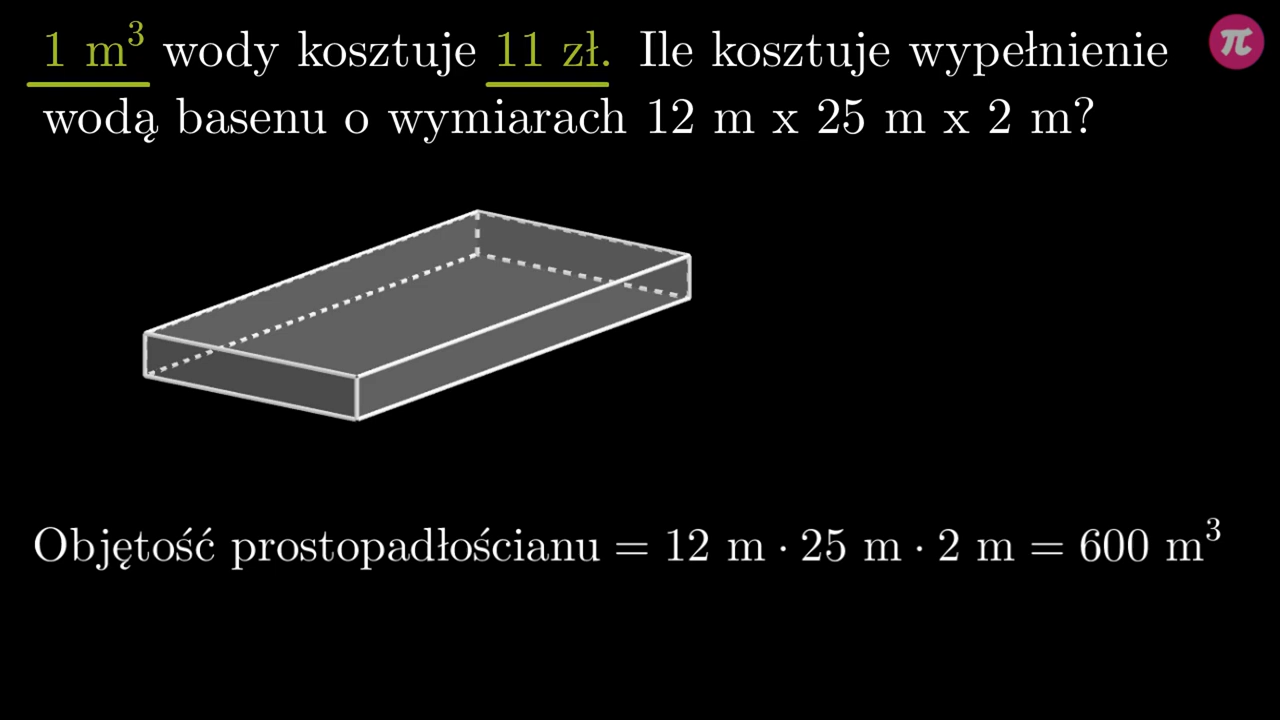 1 m³ wody kosztuje 11 zł. Ile kosztuje wypełnienie
wodą basenu o wymiarach 12 m x 25 m x 2 m?
π
Objętość prostopadłościanu = 12 m · 25 m · 2 m = 600 m³